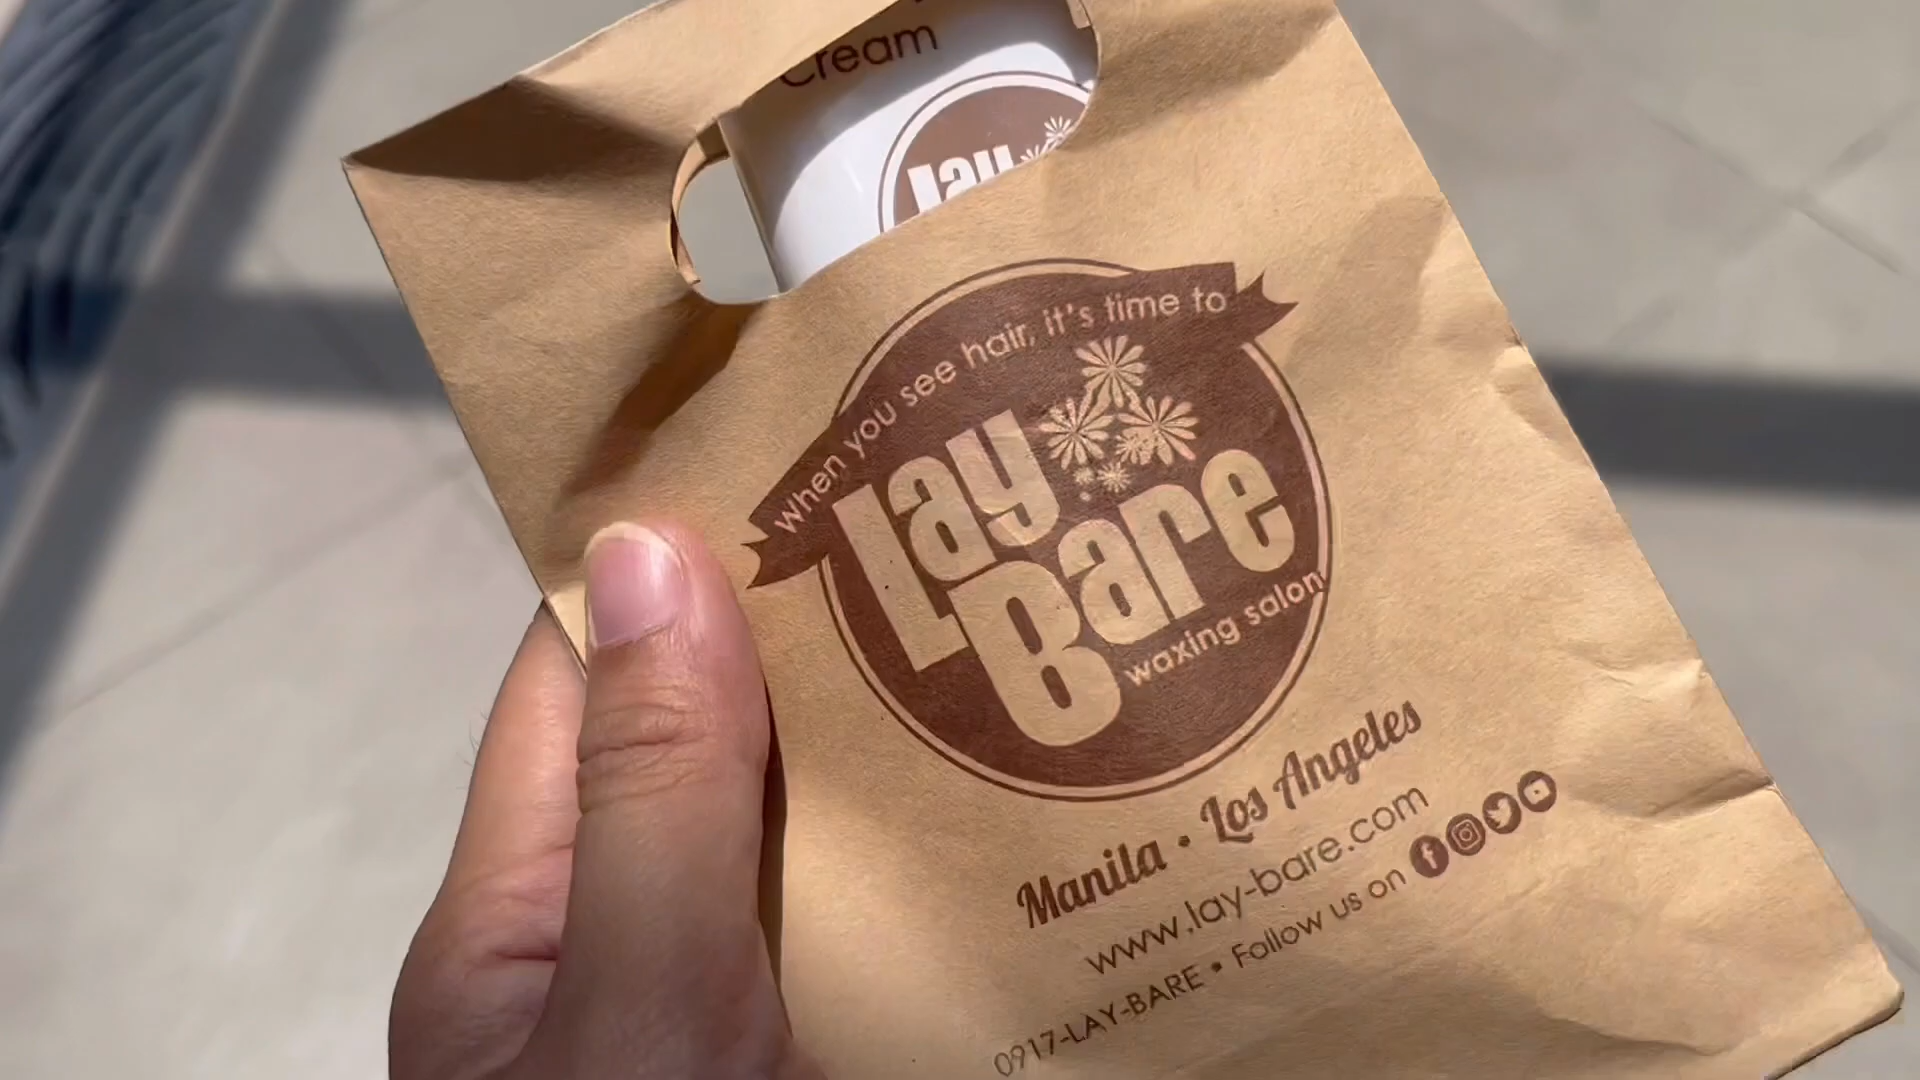 Cream
Lay
When you see hair, it's time to
Lay
Bare
waxing salon
Manila • Los Angeles
www.lay-bare.com
0917-LAY-BARE • Follow us on